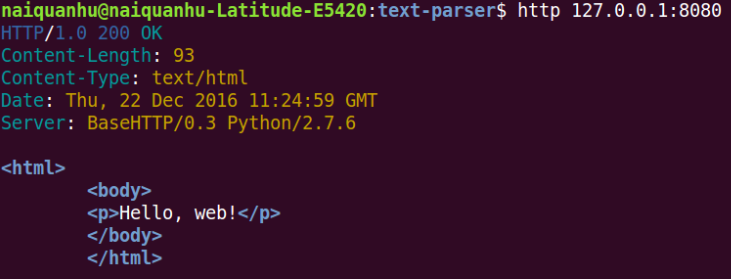 naiquanhu@naiquanhu-Latitude-E5420:text-parser$ http 127.0.0.1:8080
HTTP/1.0 200 OK
Content-Length: 93
Content-Type: text/html
Date: Thu, 22 Dec 2016 11:24:59 GMT
Server: BaseHTTP/0.3 Python/2.7.6
<html>
<body>
<p>Hello, web!</p>
</body>
</html>